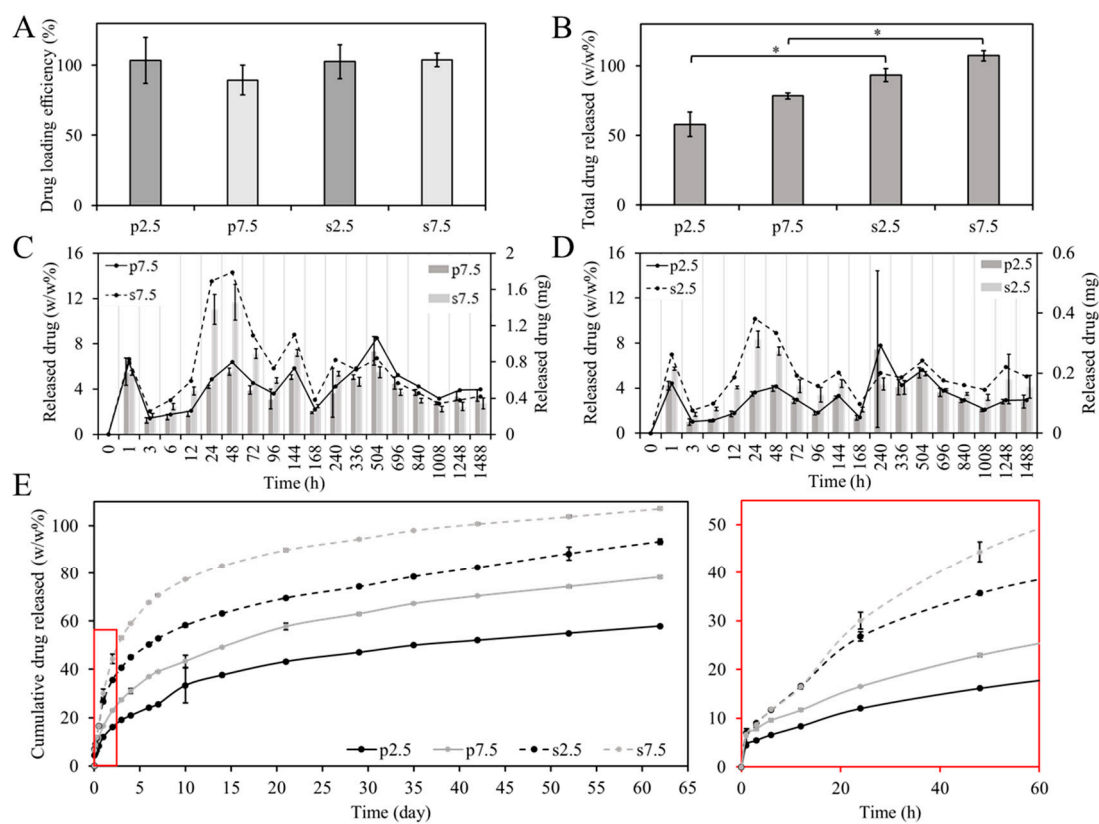 A
Drug loading efficiency (%)
100
50
0
p2.5 p7.5 s2.5 s7.5
B
Total drug released (w/w%)
100
50
0
* *
p2.5 p7.5 s2.5 s7.5
C
Released drug (w/w%)
16
12
8
4
0
p7.5
s7.5
p7.5
s7.5
2
1.6
1.2
0.8
0.4
0
Released drug (mg)
0 1 3 6 12 24 48 72 96 144 168 240 336 504 696 840 1008 1248 1488
Time (h)
D
Released drug (w/w%)
16
12
8
4
0
p2.5
s2.5
p2.5
s2.5
0.6
0.4
0.2
0
Released drug (mg)
0 1 3 6 12 24 48 72 96 144 168 240 336 504 696 840 1008 1248 1488
Time (h)
E
Cumulative drug released (w/w%)
100
80
60
40
20
0
p2.5 p7.5 s2.5 s7.5
0 5 10 15 20 25 30 35 40 45 50 55 60 65
Time (day)
50
40
30
20
10
0
0 20 40 60
Time (h)